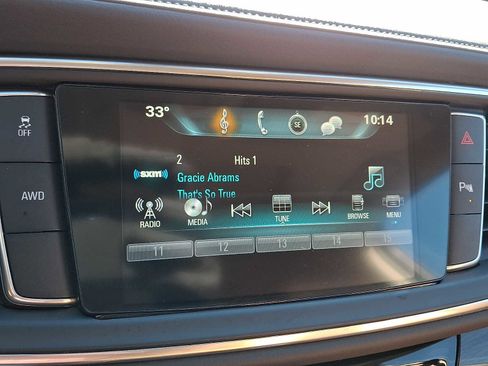 33° SE 10:14
OFF
2 Hits 1
sxm Gracie Abrams
That's So True
AWD
P
RADIO MEDIA TUNE BROWSE MENU
11 12 13 14 15